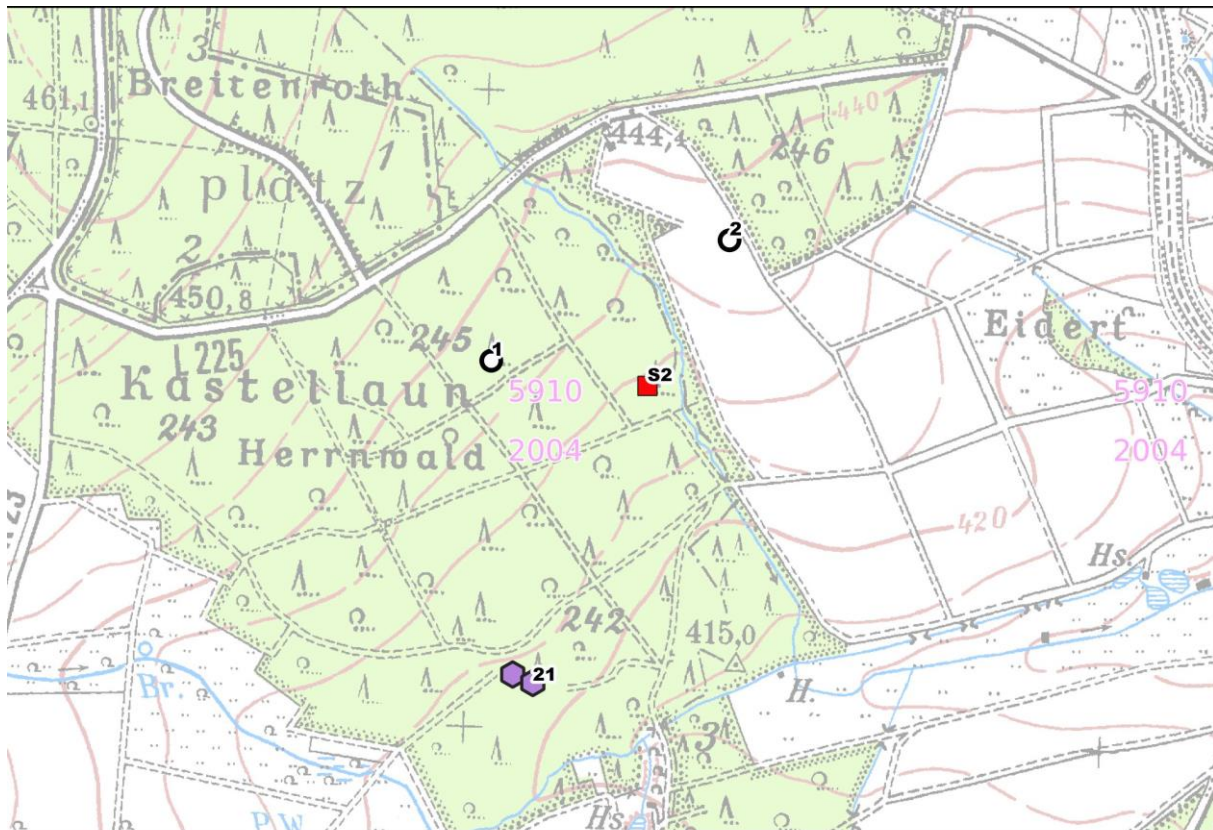 3
Breitenroth
461,1
platz
1
2
450,8
444,4
440
246
2
L 225
245
1
Kastellaun
S2
5910
2004
243
Herrnwald
Eidert
5910
2004
420
Hs.
242
415,0
21
Br.
H.
3
Hs
P.W.